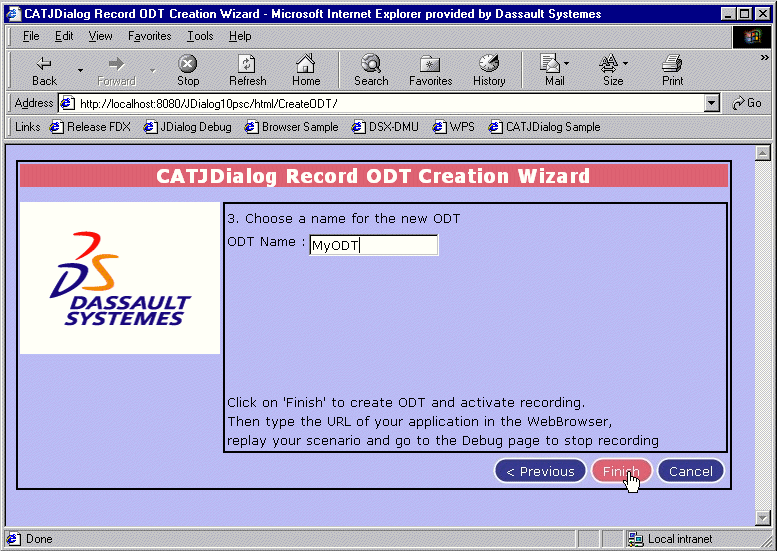 CATJDialog Record ODT Creation Wizard - Microsoft Internet Explorer provided by Dassault Systemes
File Edit View Favorites Tools Help
Back Forward Stop Refresh Home Search Favorites History Mail Size Print »
Address http://localhost:8080/JDialog10psc/html/CreateODT/ Go
Links Release FDX JDialog Debug Browser Sample DSX-DMU WPS CATJDialog Sample
CATJDialog Record ODT Creation Wizard
DASSAULT
SYSTEMES
3. Choose a name for the new ODT
ODT Name : MyODT
Click on 'Finish' to create ODT and activate recording.
Then type the URL of your application in the WebBrowser,
replay your scenario and go to the Debug page to stop recording
< Previous Finish Cancel
Done Local intranet